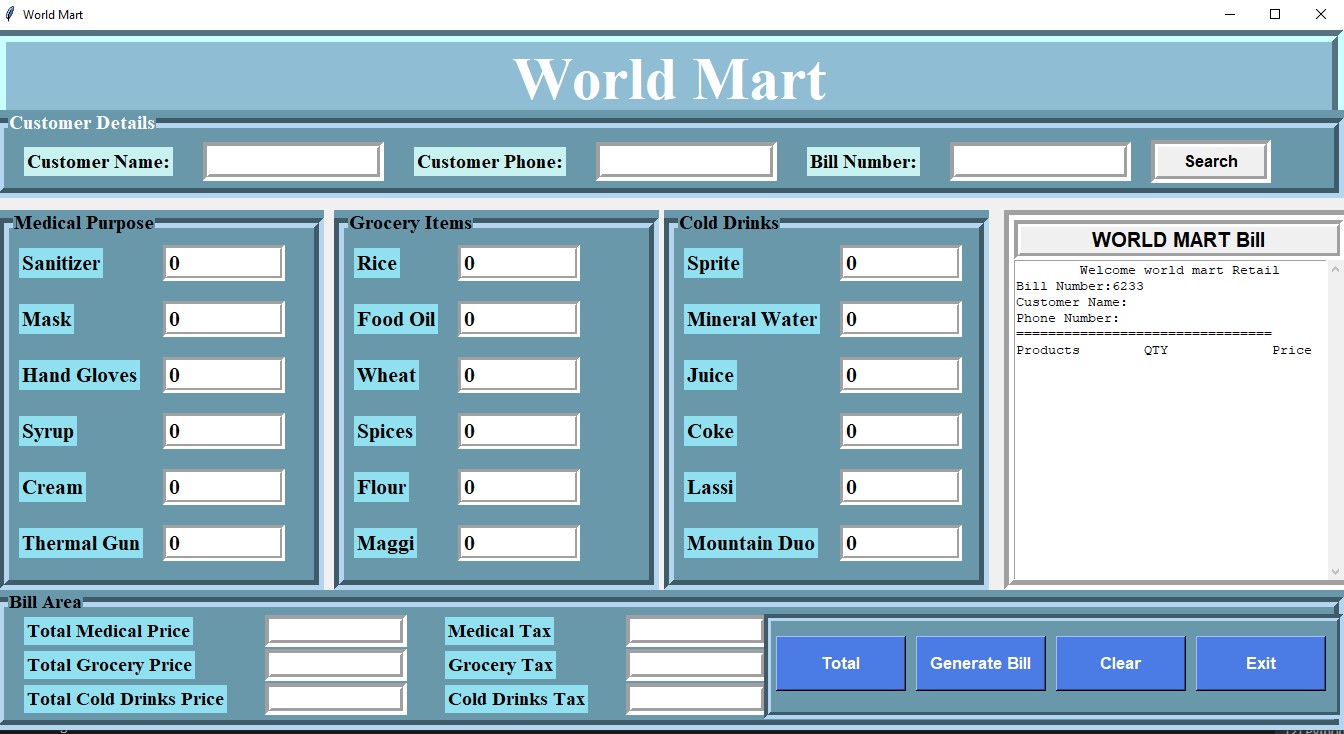 World Mart
World Mart
Customer Details
Customer Name: Customer Phone: Bill Number: Search
Medical Purpose
Sanitizer 0
Mask 0
Hand Gloves 0
Syrup 0
Cream 0
Thermal Gun 0
Grocery Items
Rice 0
Food Oil 0
Wheat 0
Spices 0
Flour 0
Maggi 0
Cold Drinks
Sprite 0
Mineral Water 0
Juice 0
Coke 0
Lassi 0
Mountain Duo 0
WORLD MART Bill
Welcome world mart Retail
Bill Number:6233
Customer Name:
Phone Number:
================================
Products QTY Price
Bill Area
Total Medical Price Medical Tax
Total Grocery Price Grocery Tax
Total Cold Drinks Price Cold Drinks Tax
Total Generate Bill Clear Exit